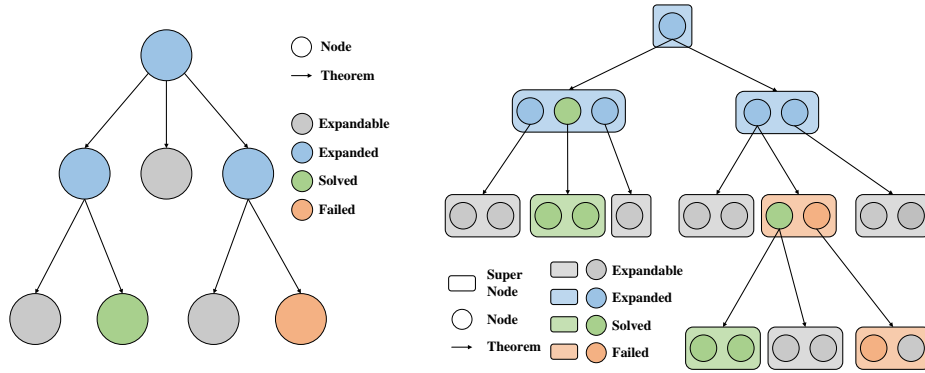 Node
Theorem
Expandable
Expanded
Solved
Failed
Super
Node
Node
Theorem
Expandable
Expanded
Solved
Failed